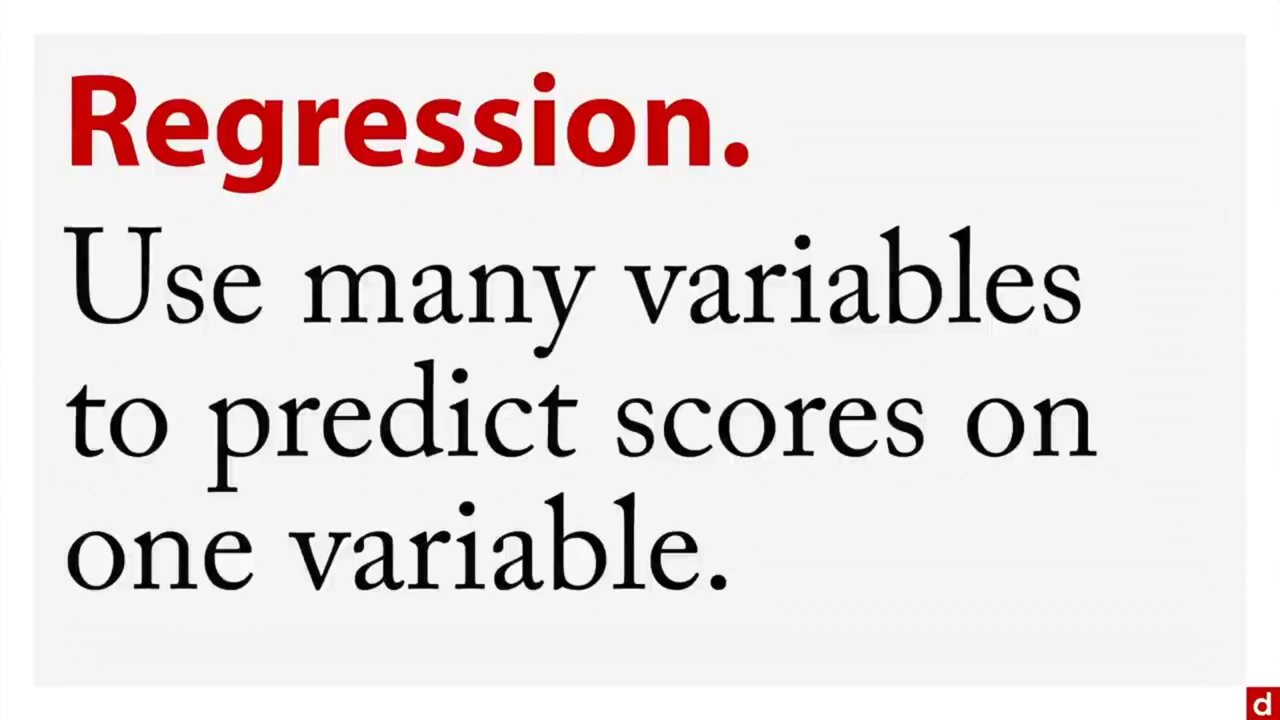 Regression.
Use many variables
to predict scores on
one variable.
d